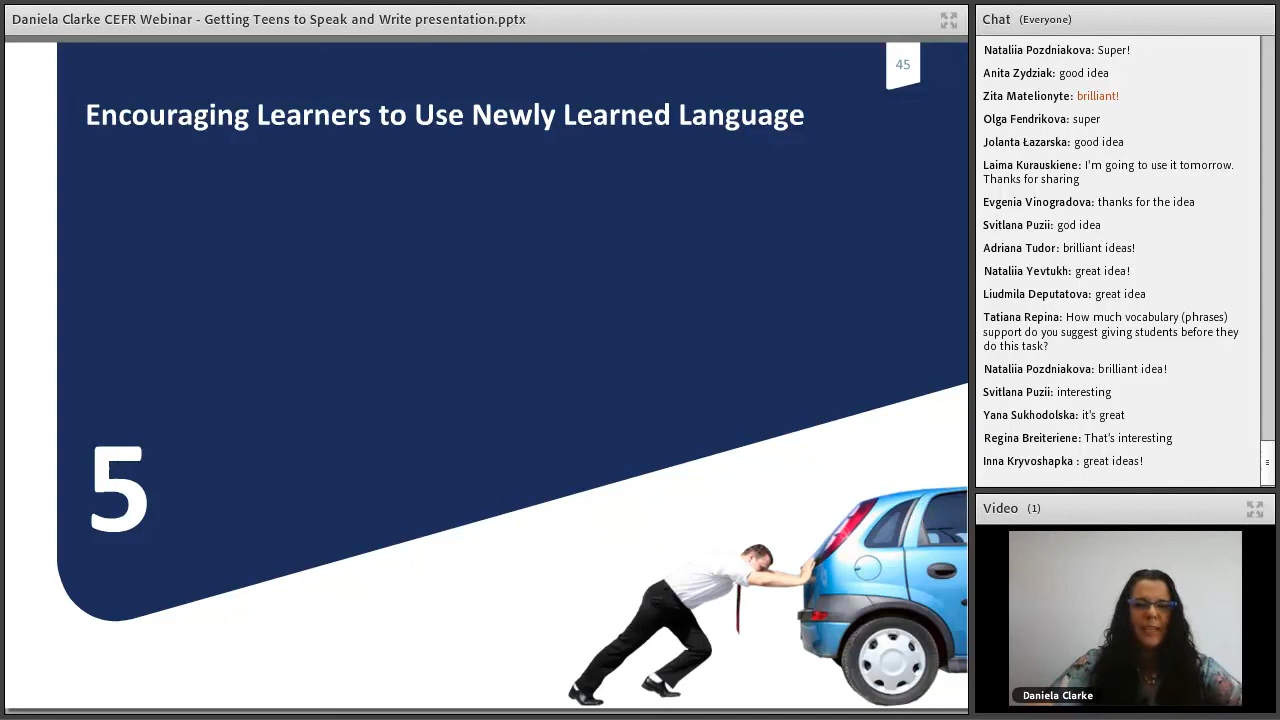 Daniela Clarke CEFR Webinar - Getting Teens to Speak and Write presentation.pptx
45
Encouraging Learners to Use Newly Learned Language
5
Chat (Everyone)
Nataliia Pozdniakova: Super!
Anita Zydziak: good idea
Zita Matelionyte: brilliant!
Olga Fendrikova: super
Jolanta Łazarska: good idea
Laima Kurauskiene: I'm going to use it tomorrow.
Thanks for sharing
Evgenia Vinogradova: thanks for the idea
Svitlana Puzii: god idea
Adriana Tudor: brilliant ideas!
Nataliia Yevtukh: great idea!
Liudmila Deputatova: great idea
Tatiana Repina: How much vocabulary (phrases)
support do you suggest giving students before they
do this task?
Nataliia Pozdniakova: brilliant idea!
Svitlana Puzii: interesting
Yana Sukhodolska: it's great
Regina Breiteriene: That's interesting
Inna Kryvoshapka : great ideas!
Video (1)
Daniela Clarke